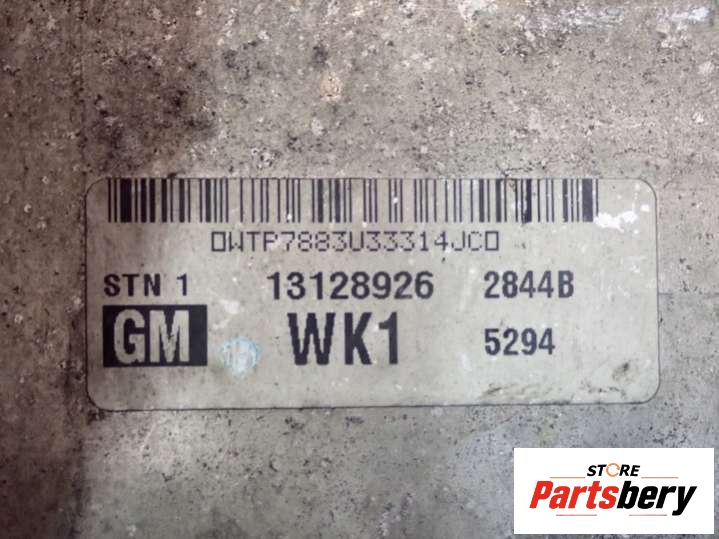 0WTP7883U33314JC0
STN 1 13128926 2844B
GM WK1 5294
STORE
Partsbery